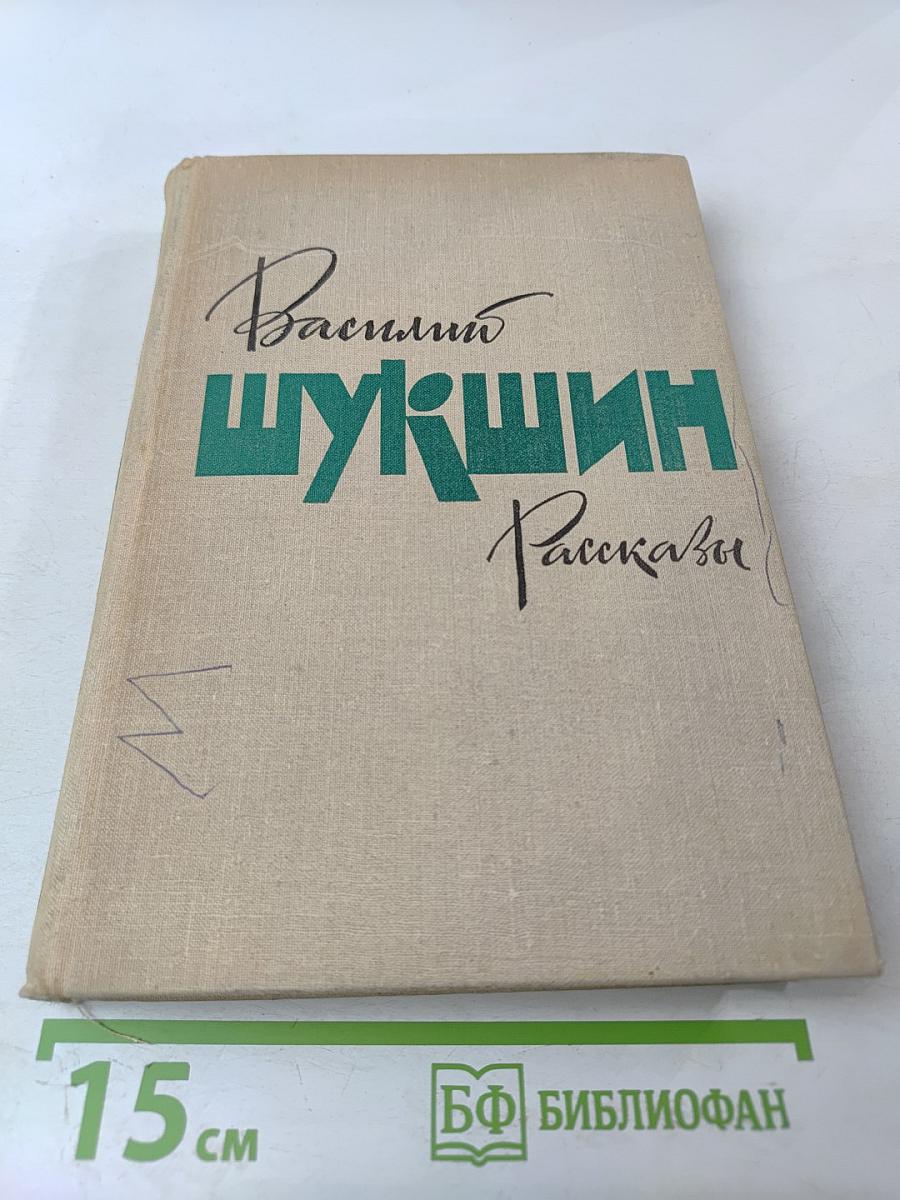 Василий
ШУКШИН
Рассказы
15 см
БФ БИБЛИОФАН